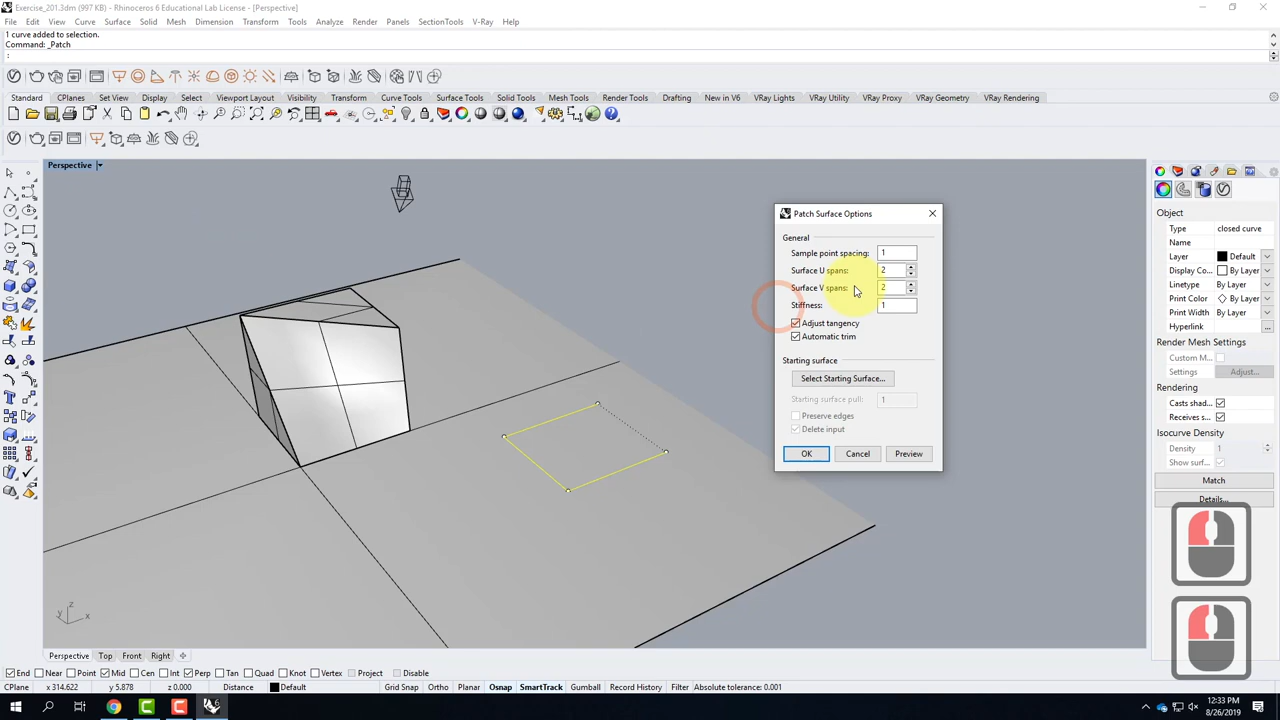 Exercise_201.3dm (997 KB) - Rhinoceros 6 Educational Lab License - [Perspective]
File Edit View Curve Surface Solid Mesh Dimension Transform Tools Analyze Render Panels SectionTools V-Ray Help
1 curve added to selection.
Command: _Patch
:
Standard CPlanes Set View Display Select Viewport Layout Visibility Transform Curve Tools Surface Tools Solid Tools Mesh Tools Render Tools Drafting New in V6 VRay Lights VRay Utility VRay Proxy VRay Geometry VRay Rendering
Perspective
Patch Surface Options
General
Sample point spacing: 1
Surface U spans: 2
Surface V spans: 2
Stiffness: 1
Adjust tangency
Automatic trim
Starting surface
Select Starting Surface...
Starting surface pull: 1
Preserve edges
Delete input
OK Cancel Preview
Object
Type closed curve
Name
Layer Default
Display Co... By Layer
Linetype By Layer
Print Color By Layer
Print Width By Layer
Hyperlink ...
Render Mesh Settings
Custom M...
Settings Adjust...
Rendering
Casts shad...
Receives s...
Isocurve Density
Density 1
Show surf...
Match
Details...
z
y x
Perspective Top Front Right
End Near Point Mid Cen Int Perp Tan Quad Knot Vertex Project Disable
CPlane x 314.622 y 5.878 z 0.000 Distance Default Grid Snap Ortho Planar Osnap SmartTrack Gumball Record History Filter Absolute tolerance: 0.001
12:33 PM
8/26/2019